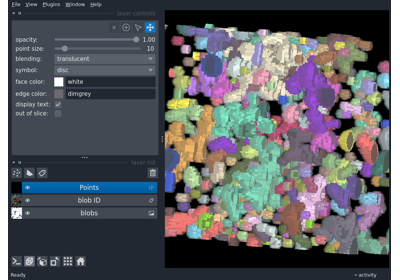 File View Plugins Window Help
layer controls
opacity: 1.00
point size: 10
blending: translucent
symbol: disc
face color: white
edge color: dimgrey
display text:
out of slice:
layer list
Points
blob ID
blobs
Ready activity